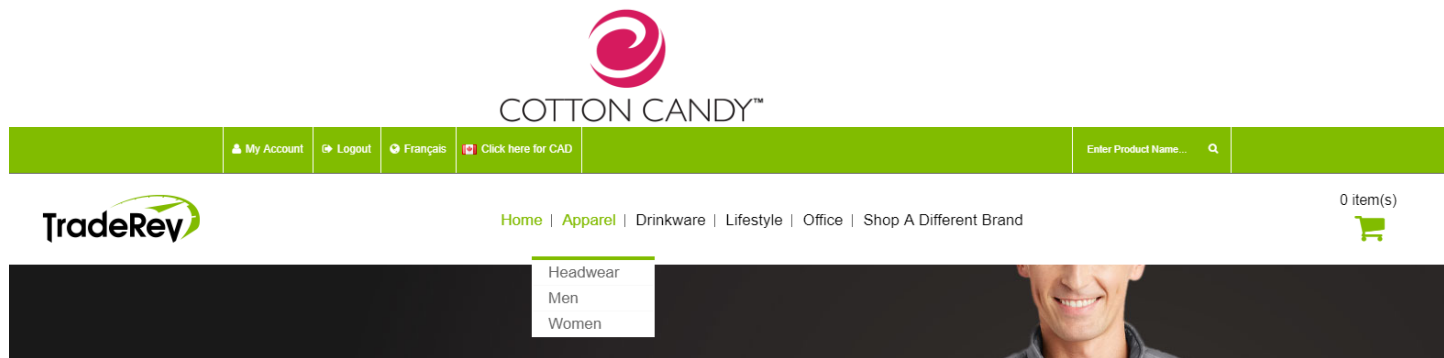 COTTON CANDY™
My Account Logout Français Click here for CAD Enter Product Name...
0 item(s)
TradeRev Home | Apparel | Drinkware | Lifestyle | Office | Shop A Different Brand
Headwear
Men
Women